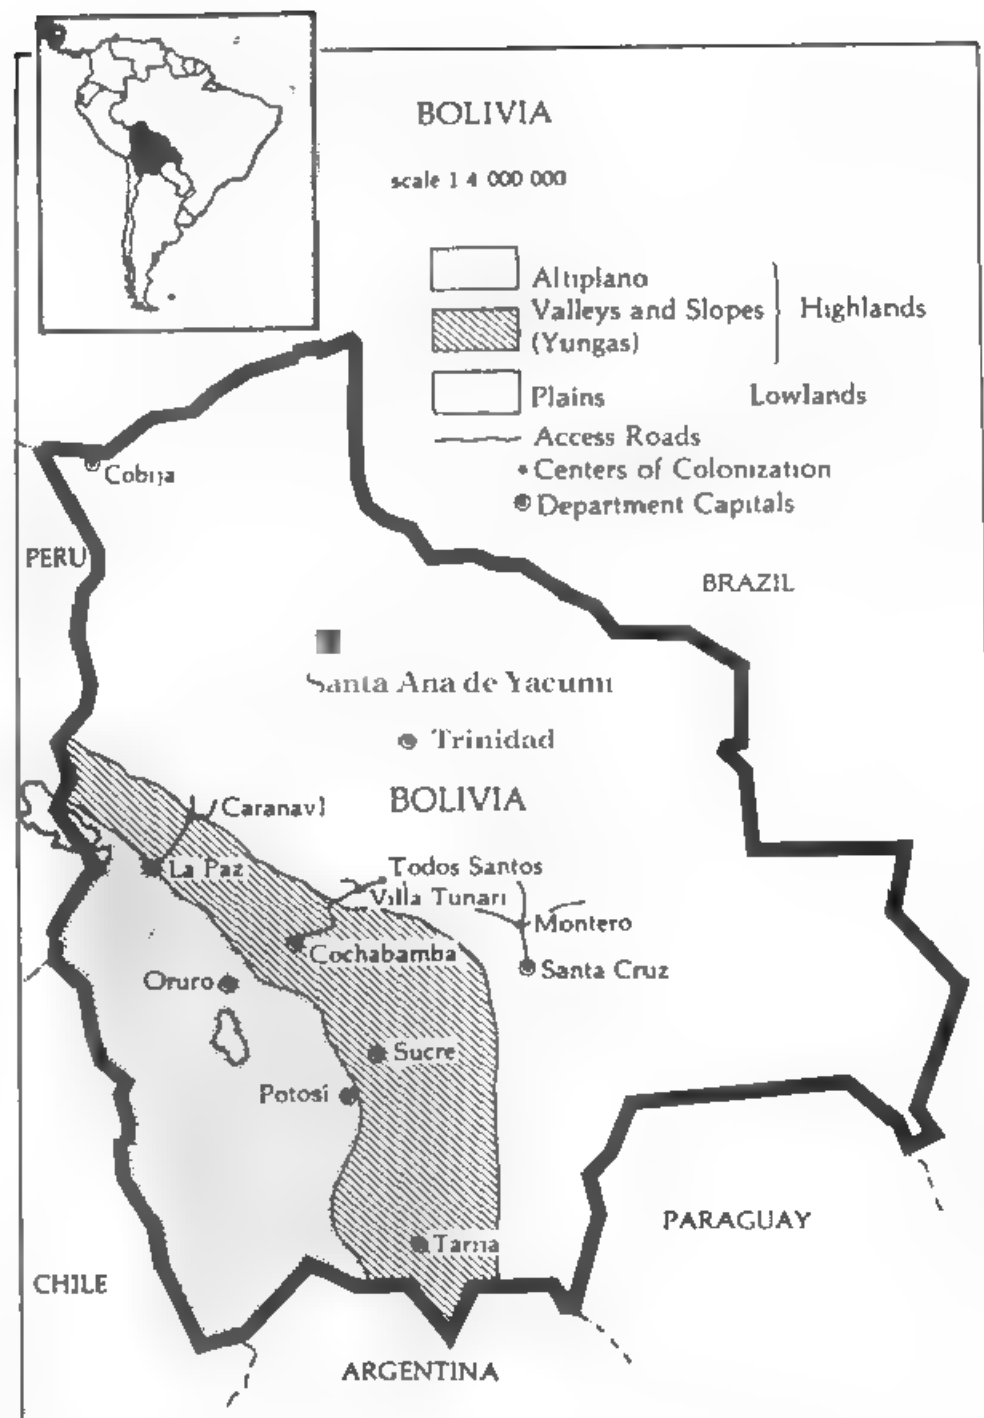 BOLIVIA
scale 1 4 000 000
Altiplano
Valleys and Slopes
(Yungas)
Highlands
Plains
Lowlands
Access Roads
Centers of Colonization
Department Capitals
Cobija
PERU
BRAZIL
Santa Ana de Yacumi
Trinidad
BOLIVIA
Caranavi
La Paz
Todos Santos
Villa Tunari
Montero
Cochabamba
Santa Cruz
Oruro
Sucre
Potosí
PARAGUAY
Tarija
CHILE
ARGENTINA